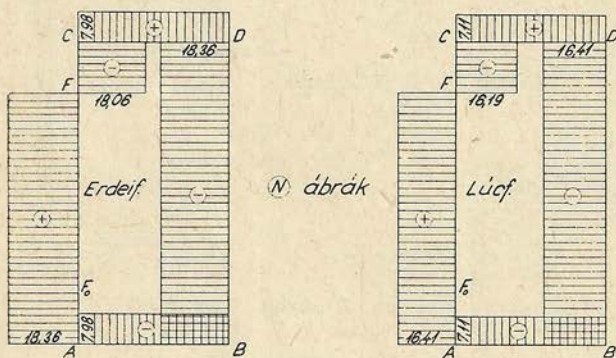 C 7,98 + D
18,36
F − 18,06
Erdeif.
+ −
F₀
18,36 7,98 −
A B
N ábrák
C 7,11 + D
16,41
F − 16,19
Lúcf.
+ −
F₀
16,41 7,11 −
A B